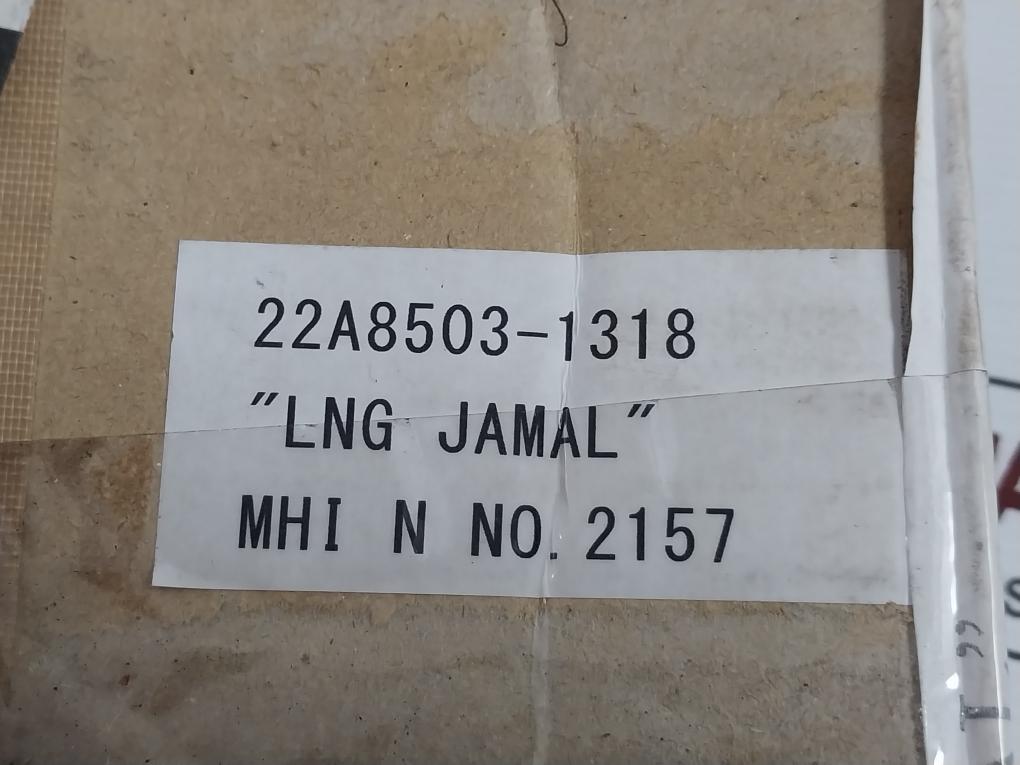 22A8503-1318
"LNG JAMAL"
MHI N NO.2157